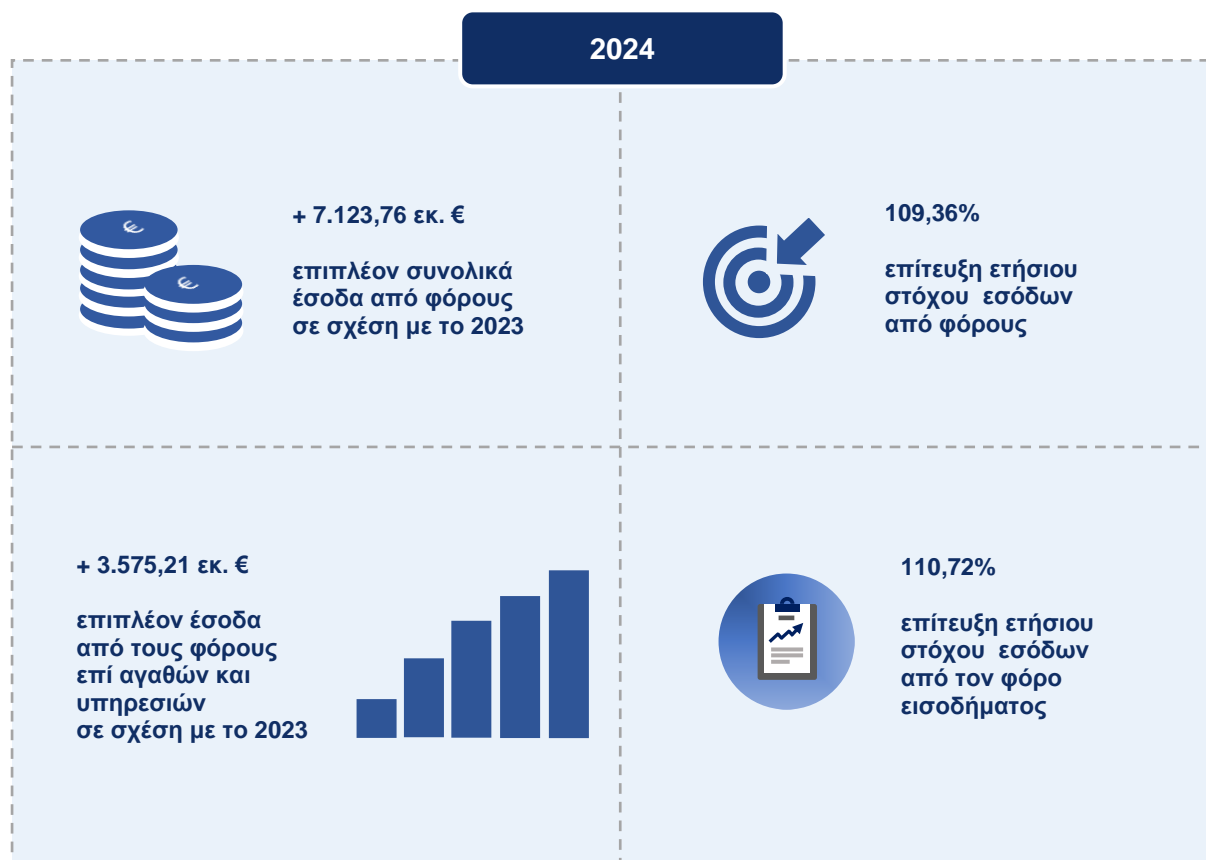 2024
+ 7.123,76 εκ. €
επιπλέον συνολικά
έσοδα από φόρους
σε σχέση με το 2023
109,36%
επίτευξη ετήσιου
στόχου εσόδων
από φόρους
+ 3.575,21 εκ. €
επιπλέον έσοδα
από τους φόρους
επί αγαθών και
υπηρεσιών
σε σχέση με το 2023
110,72%
επίτευξη ετήσιου
στόχου εσόδων
από τον φόρο
εισοδήματος